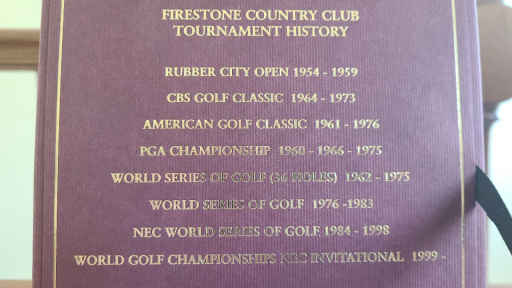 FIRESTONE COUNTRY CLUB
TOURNAMENT HISTORY
RUBBER CITY OPEN 1954 - 1959
CBS GOLF CLASSIC 1964 - 1973
AMERICAN GOLF CLASSIC 1961 - 1976
PGA CHAMPIONSHIP 1960 - 1966 - 1975
WORLD SERIES OF GOLF (36 HOLES) 1962 - 1975
WORLD SERIES OF GOLF 1976 -1983
NEC WORLD SERIES OF GOLF 1984 - 1998
WORLD GOLF CHAMPIONSHIPS NEC INVITATIONAL 1999 -